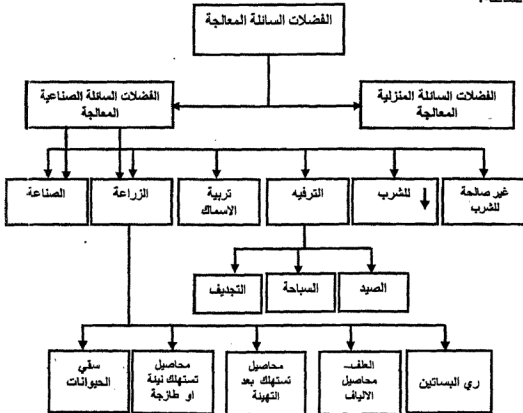 الفضلات السائلة المعالجة
الفضلات السائلة المنزلية
المعالجة
الفضلات السائلة الصناعية
المعالجة
غير صالحة
للشرب
للشرب
الترفيه
تربية
الاسماك
الزراعة
الصناعة
الصيد
السباحة
التجديف
ري البساتين
العلف
محاصيل
الالياف
محاصيل
تستهلك بعد
التهيئة
محاصيل
تستهلك نيئة
او طازجة
سقي
الحيوانات